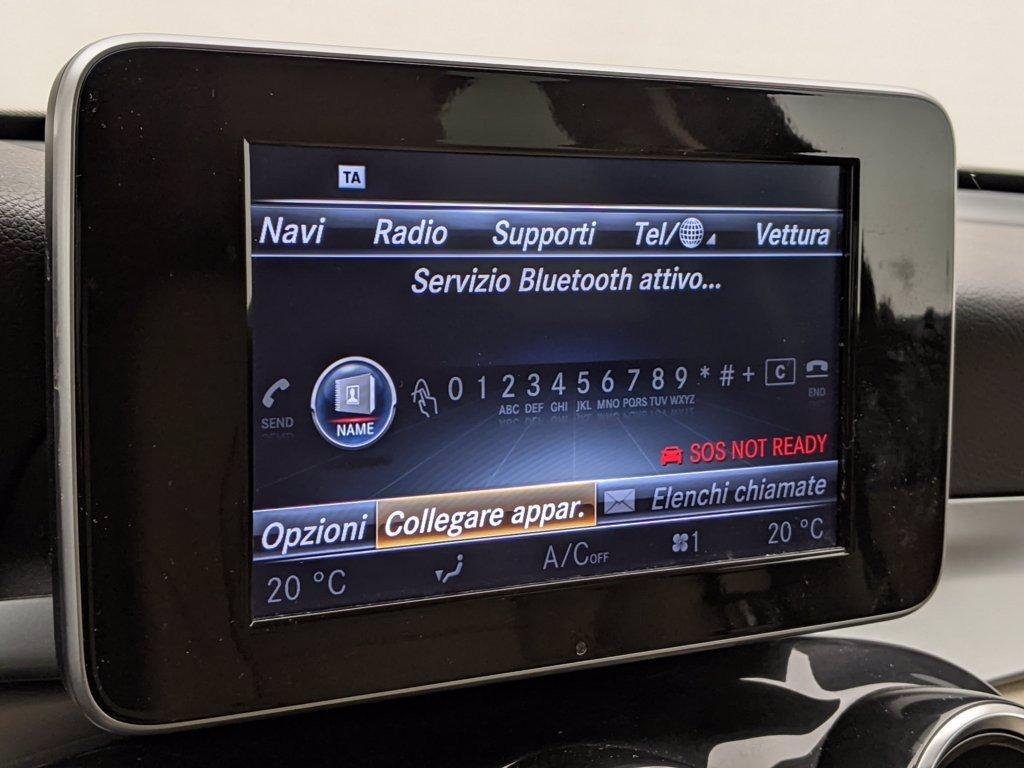 TA
Navi Radio Supporti Tel/ Vettura
Servizio Bluetooth attivo...
SEND NAME 0 1 2 3 4 5 6 7 8 9 * # + C END
ABC DEF GHI JKL MNO PQRS TUV WXYZ
SOS NOT READY
Opzioni Collegare appar. Elenchi chiamate
20 °C A/C OFF 1 20 °C